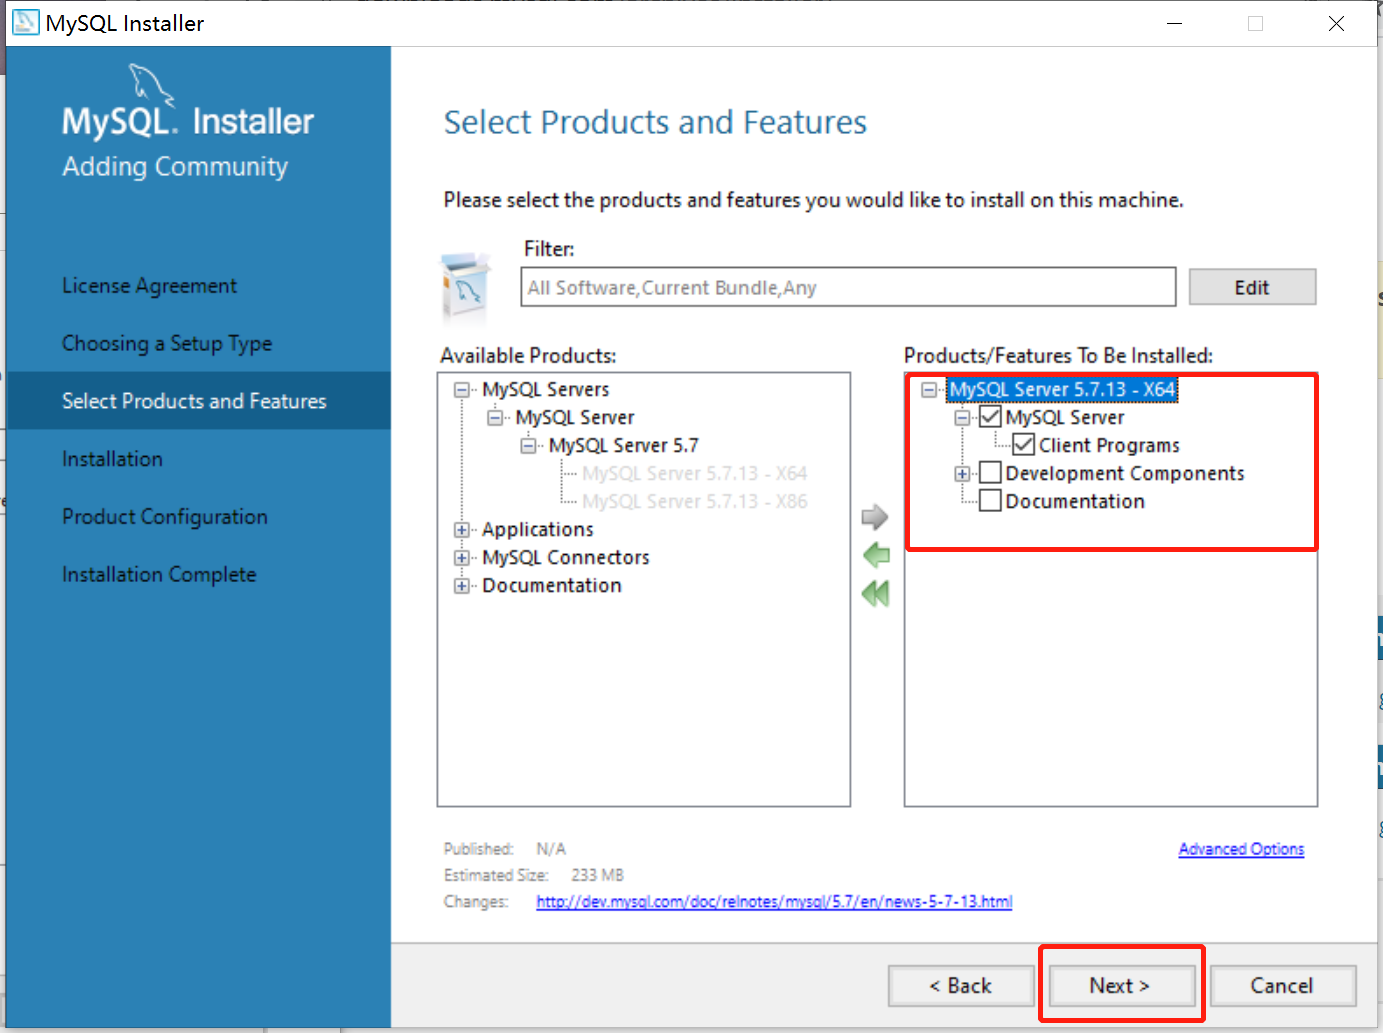 MySQL Installer
MySQL. Installer
Adding Community
License Agreement
Choosing a Setup Type
Select Products and Features
Installation
Product Configuration
Installation Complete
Select Products and Features
Please select the products and features you would like to install on this machine.
Filter:
All Software,Current Bundle,Any
Edit
Available Products:
MySQL Servers
MySQL Server
MySQL Server 5.7
MySQL Server 5.7.13 - X64
MySQL Server 5.7.13 - X86
Applications
MySQL Connectors
Documentation
Products/Features To Be Installed:
MySQL Server 5.7.13 - X64
MySQL Server
Client Programs
Development Components
Documentation
Published: N/A
Estimated Size: 233 MB
Changes: http://dev.mysql.com/doc/relnotes/mysql/5.7/en/news-5-7-13.html
Advanced Options
< Back
Next >
Cancel